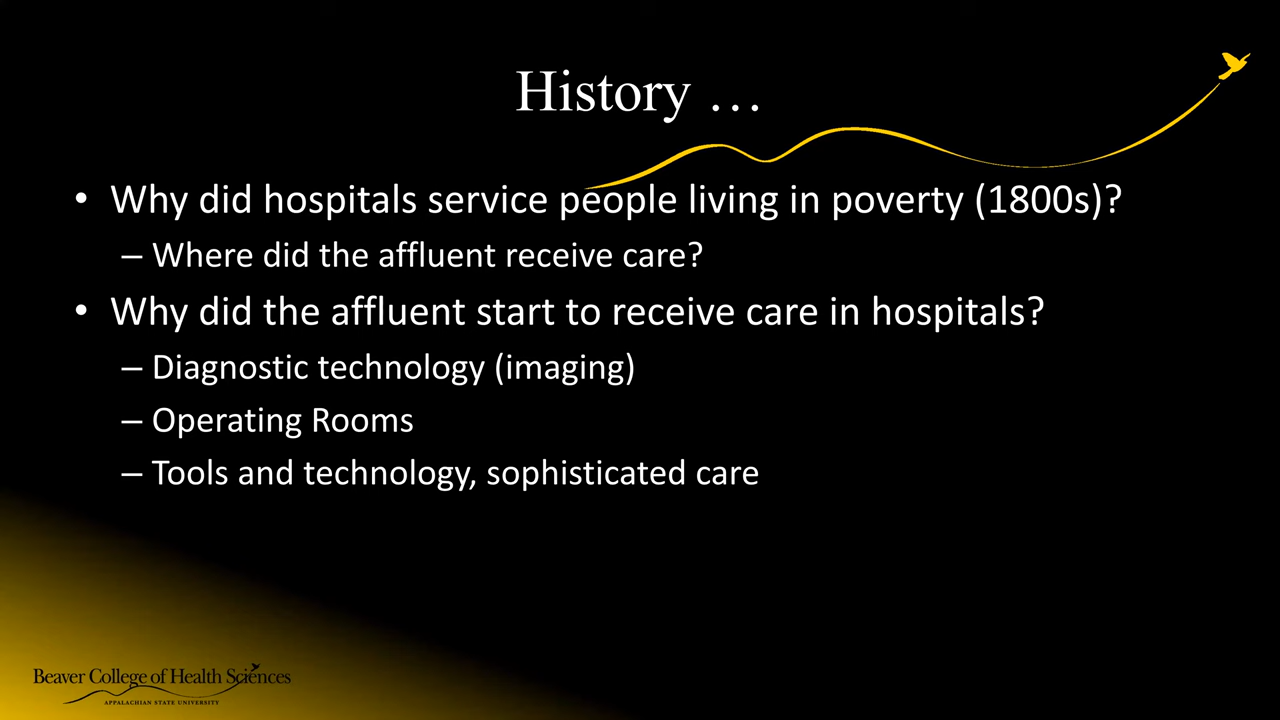 History …
• Why did hospitals service people living in poverty (1800s)?
– Where did the affluent receive care?
• Why did the affluent start to receive care in hospitals?
– Diagnostic technology (imaging)
– Operating Rooms
– Tools and technology, sophisticated care
Beaver College of Health Sciences
APPALACHIAN STATE UNIVERSITY